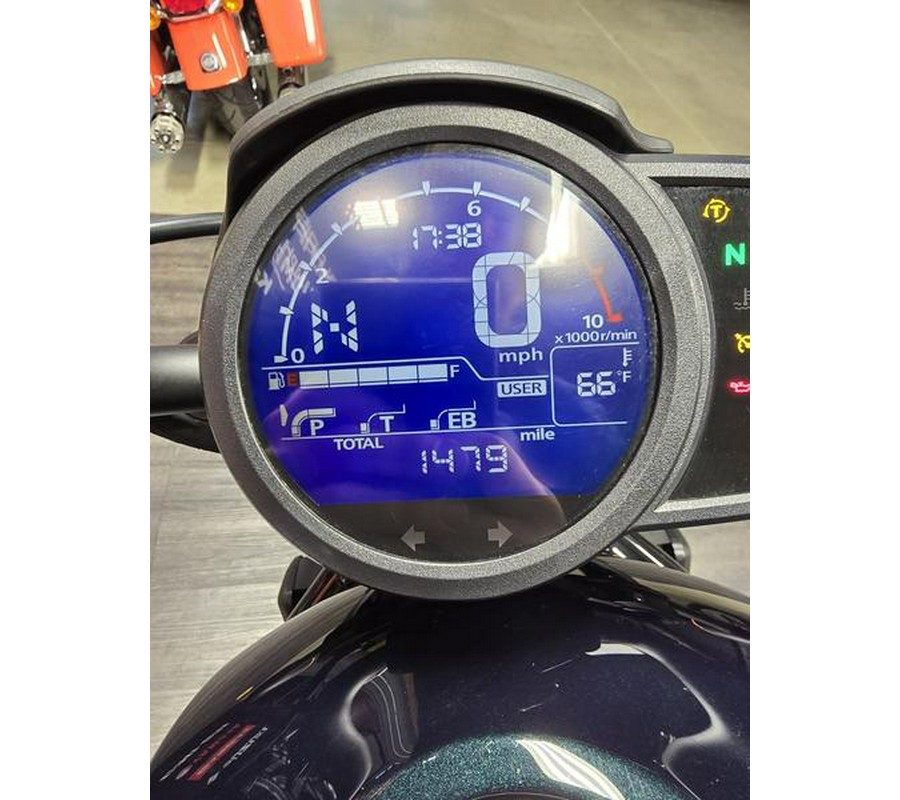 6
17:38
2
N
0
mph
10
x1000r/min
0
E
F
USER
66 °F
P
T
EB
TOTAL
mile
1479
T
N